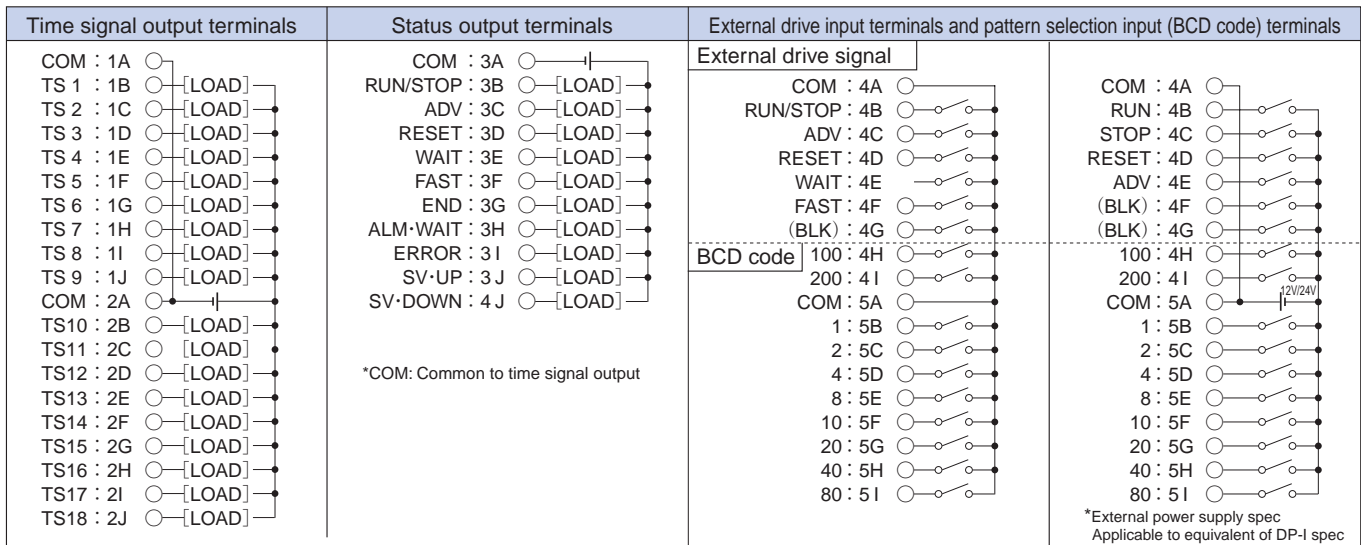 Time signal output terminals
COM : 1A
TS 1 : 1B [LOAD]
TS 2 : 1C [LOAD]
TS 3 : 1D [LOAD]
TS 4 : 1E [LOAD]
TS 5 : 1F [LOAD]
TS 6 : 1G [LOAD]
TS 7 : 1H [LOAD]
TS 8 : 1I [LOAD]
TS 9 : 1J [LOAD]
COM : 2A
TS10 : 2B [LOAD]
TS11 : 2C [LOAD]
TS12 : 2D [LOAD]
TS13 : 2E [LOAD]
TS14 : 2F [LOAD]
TS15 : 2G [LOAD]
TS16 : 2H [LOAD]
TS17 : 2I [LOAD]
TS18 : 2J [LOAD]
Status output terminals
COM : 3A
RUN/STOP : 3B [LOAD]
ADV : 3C [LOAD]
RESET : 3D [LOAD]
WAIT : 3E [LOAD]
FAST : 3F [LOAD]
END : 3G [LOAD]
ALM·WAIT : 3H [LOAD]
ERROR : 3I [LOAD]
SV·UP : 3J [LOAD]
SV·DOWN : 4J [LOAD]
*COM: Common to time signal output
External drive input terminals and pattern selection input (BCD code) terminals
External drive signal
COM : 4A
RUN/STOP : 4B
ADV : 4C
RESET : 4D
WAIT : 4E
FAST : 4F
(BLK) : 4G
BCD code
100 : 4H
200 : 4I
COM : 5A
1 : 5B
2 : 5C
4 : 5D
8 : 5E
10 : 5F
20 : 5G
40 : 5H
80 : 5I
COM : 4A
RUN : 4B
STOP : 4C
RESET : 4D
ADV : 4E
(BLK) : 4F
(BLK) : 4G
100 : 4H
200 : 4I
COM : 5A 12V/24V
1 : 5B
2 : 5C
4 : 5D
8 : 5E
10 : 5F
20 : 5G
40 : 5H
80 : 5I
*External power supply spec
Applicable to equivalent of DP-I spec